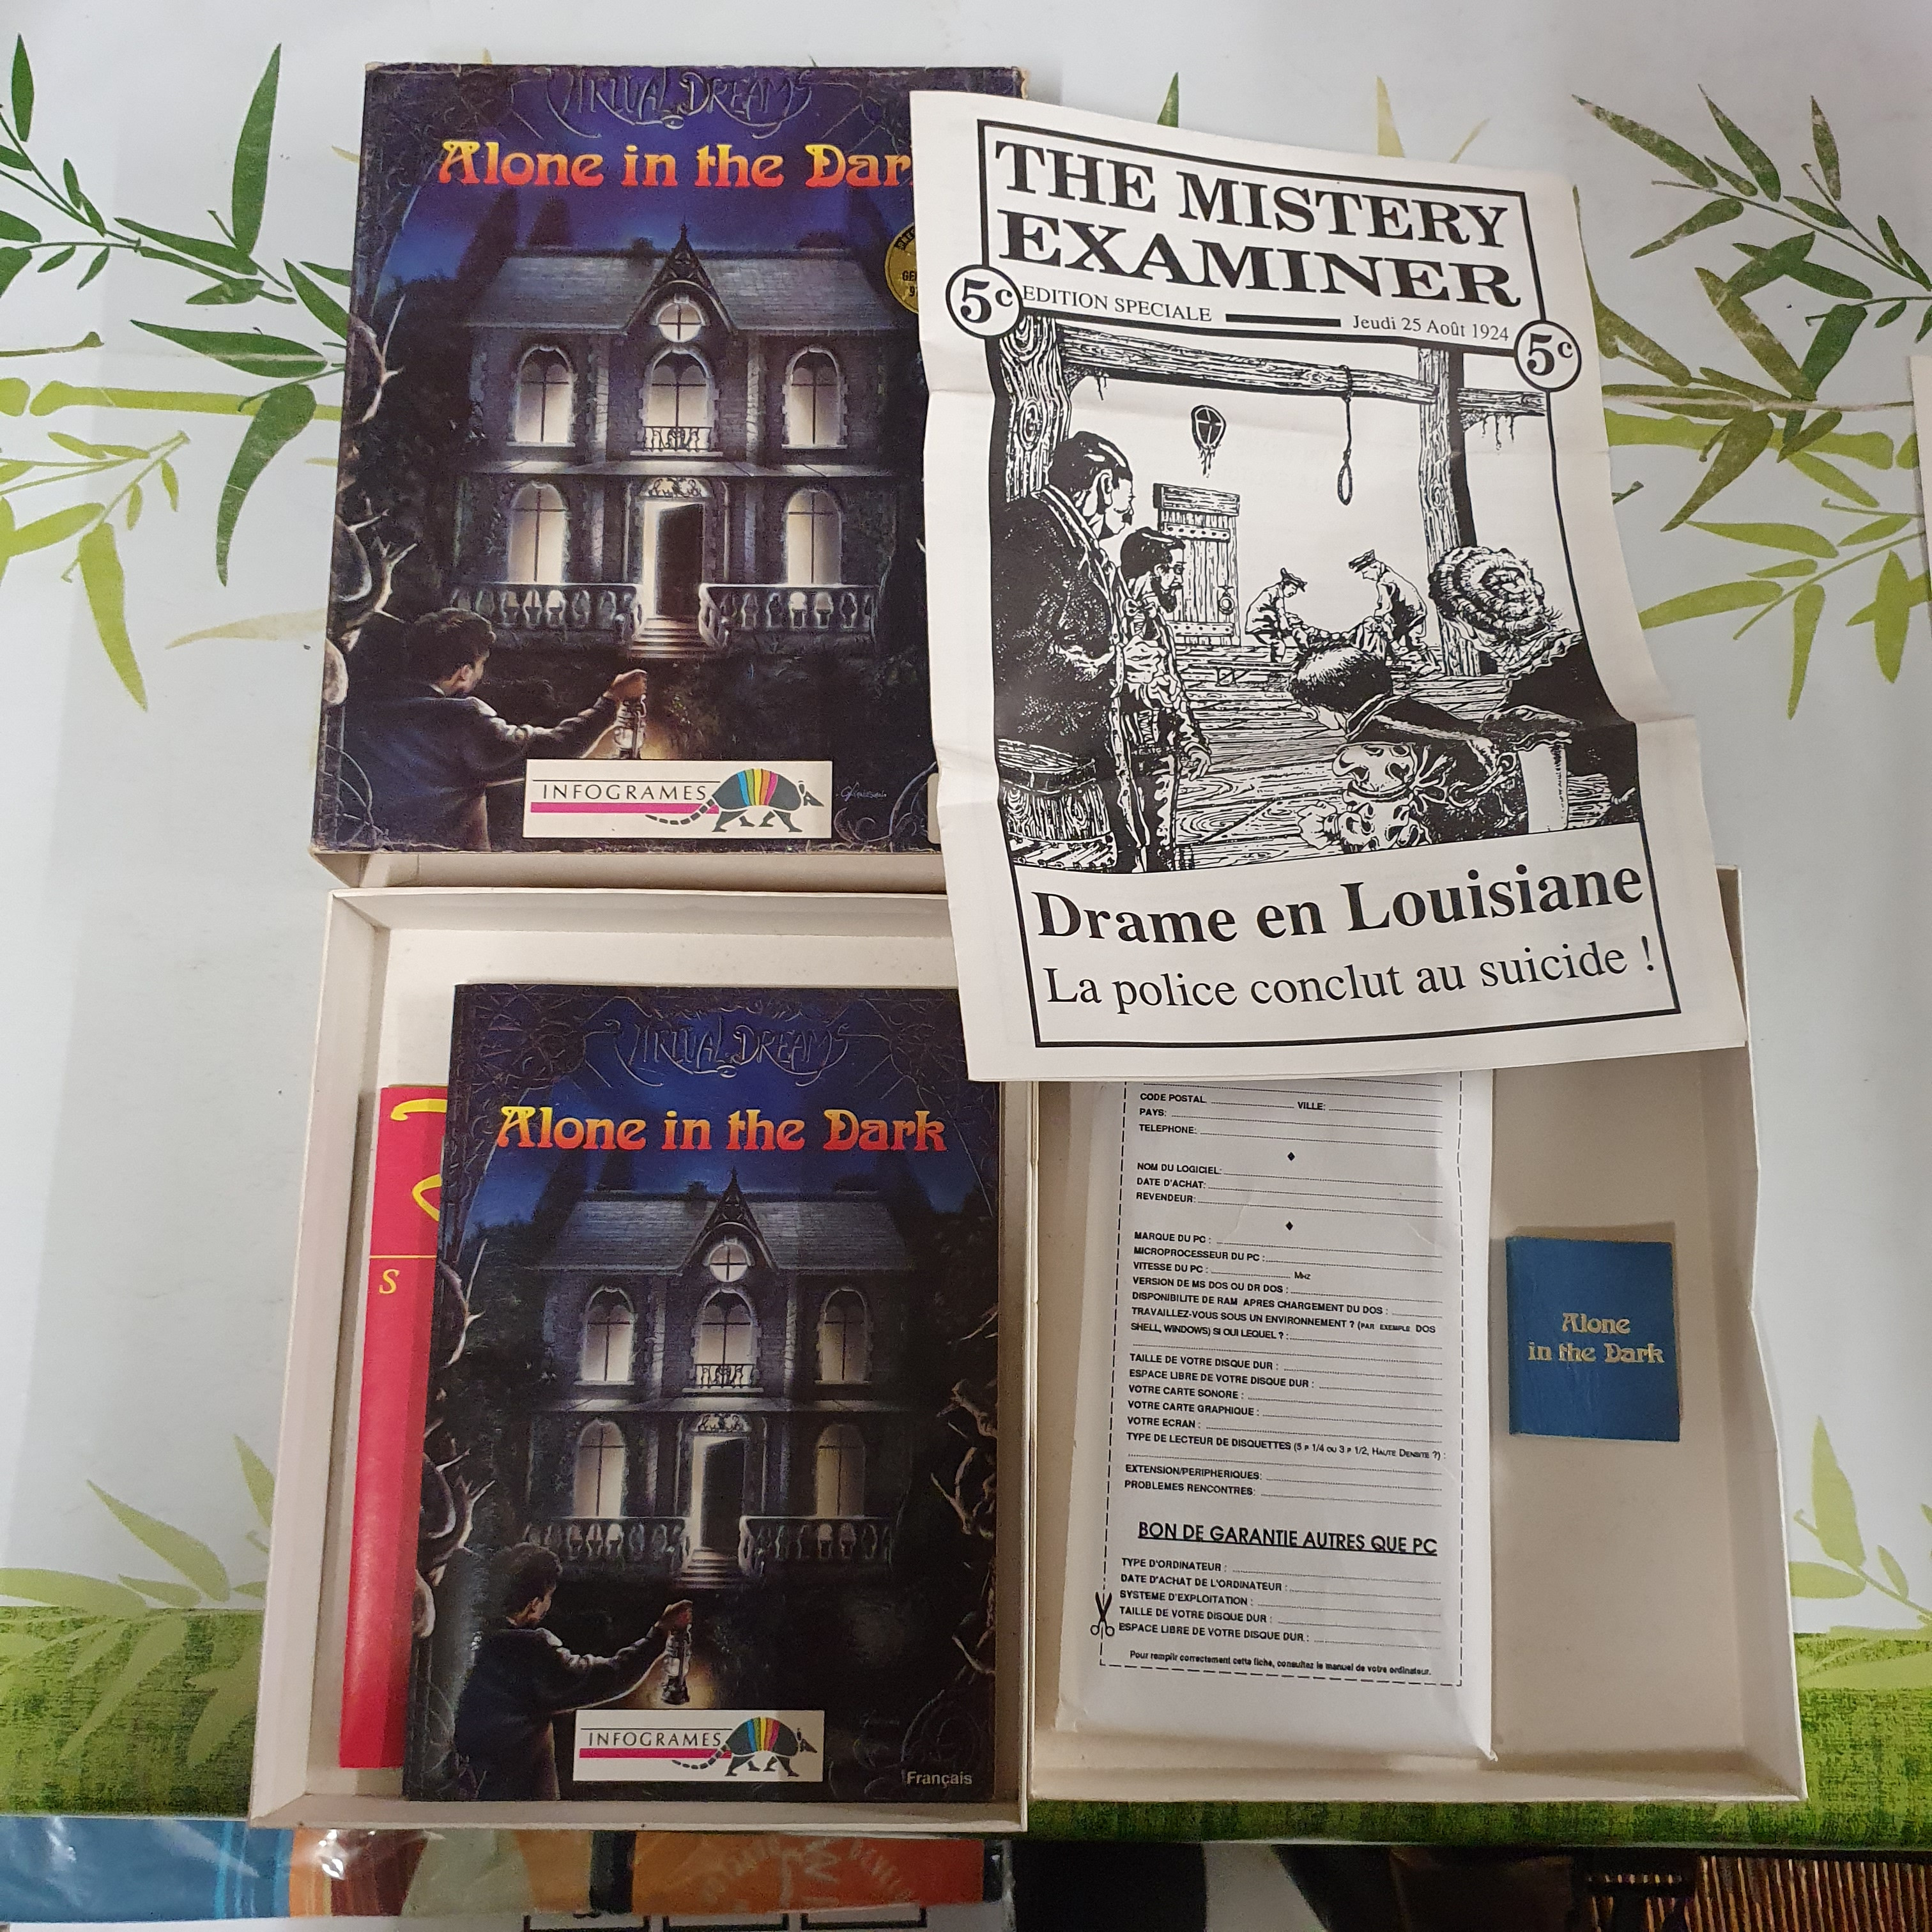 VIRTUAL DREAMS
Alone in the Dark
GEN
INFOGRAMES
THE MISTERY
EXAMINER
5c
EDITION SPECIALE
Jeudi 25 Août 1924
5c
Drame en Louisiane
La police conclut au suicide !
VIRTUAL DREAMS
Alone in the Dark
INFOGRAMES
Français
S
CODE POSTAL VILLE:
PAYS:
TELEPHONE:
NOM DU LOGICIEL:
DATE D'ACHAT:
REVENDEUR:
MARQUE DU PC :
MICROPROCESSEUR DU PC :
VITESSE DU PC : MHZ
VERSION DE MS DOS OU DR DOS :
DISPONIBILITE DE RAM APRES CHARGEMENT DU DOS :
TRAVAILLEZ-VOUS SOUS UN ENVIRONNEMENT ? (PAR EXEMPLE DOS
SHELL, WINDOWS) SI OUI LEQUEL ? :
TAILLE DE VOTRE DISQUE DUR :
ESPACE LIBRE DE VOTRE DISQUE DUR :
VOTRE CARTE SONORE :
VOTRE CARTE GRAPHIQUE :
VOTRE ECRAN :
TYPE DE LECTEUR DE DISQUETTES (5 P 1/4 OU 3 P 1/2, HAUTE DENSITE ?) :
EXTENSION/PERIPHERIQUES:
PROBLEMES RENCONTRES:
BON DE GARANTIE AUTRES QUE PC
TYPE D'ORDINATEUR :
DATE D'ACHAT DE L'ORDINATEUR :
SYSTEME D'EXPLOITATION :
TAILLE DE VOTRE DISQUE DUR :
ESPACE LIBRE DE VOTRE DISQUE DUR :
Pour remplir correctement cette fiche, consultez le manuel de votre ordinateur.
Alone
in the Dark